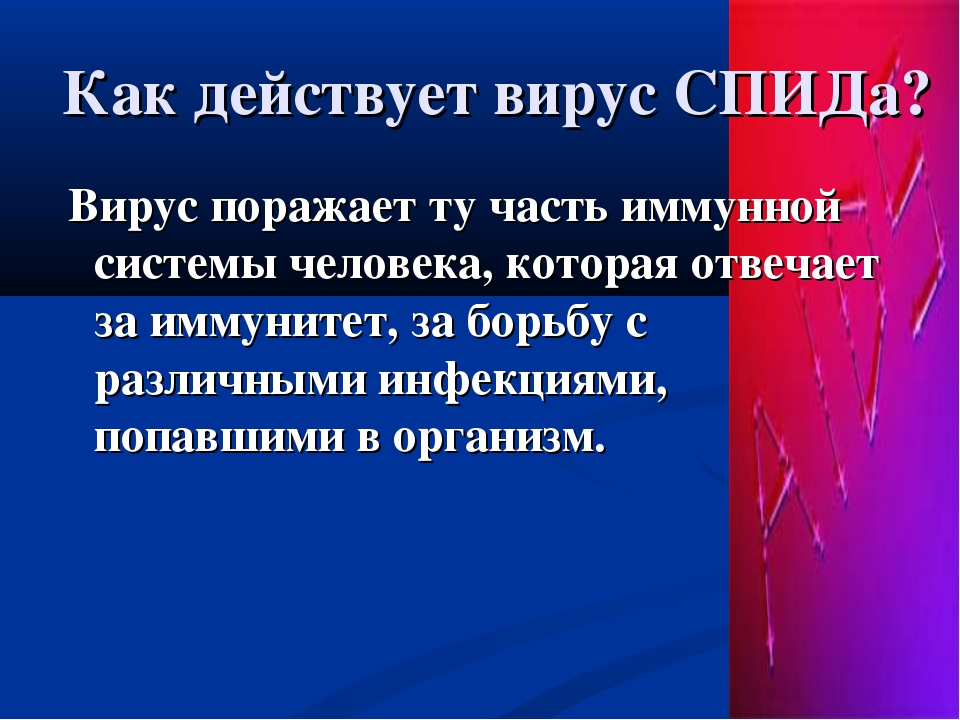 Как действует вирус СПИДа?
Вирус поражает ту часть иммунной
системы человека, которая отвечает
за иммунитет, за борьбу с
различными инфекциями,
попавшими в организм.